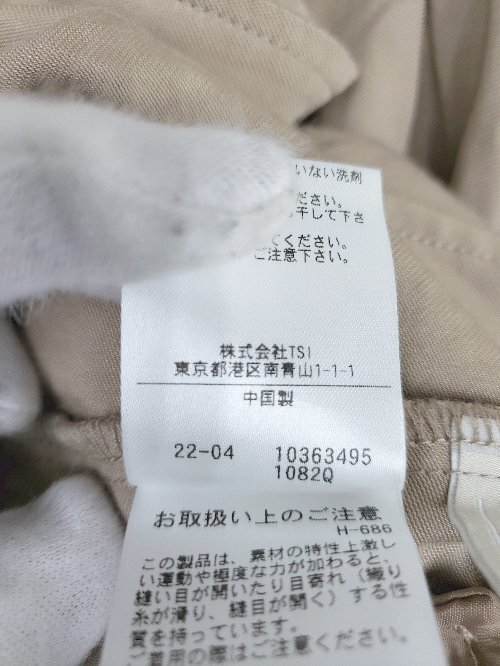 いない洗剤
ださい。
干して下さ
てください。
ご注意下さい。
株式会社TSI
東京都港区南青山1-1-1
中国製
22-04 10363495
1082Q
お取扱い上のご注意
H-686
この製品は、素材の特性上激し
い運動や極度な力が加わると、
縫い目が開いたり目寄れ（織り
糸が滑り、縫目が開く）する性
質を持っています。
ご着用の際はご注意ください。